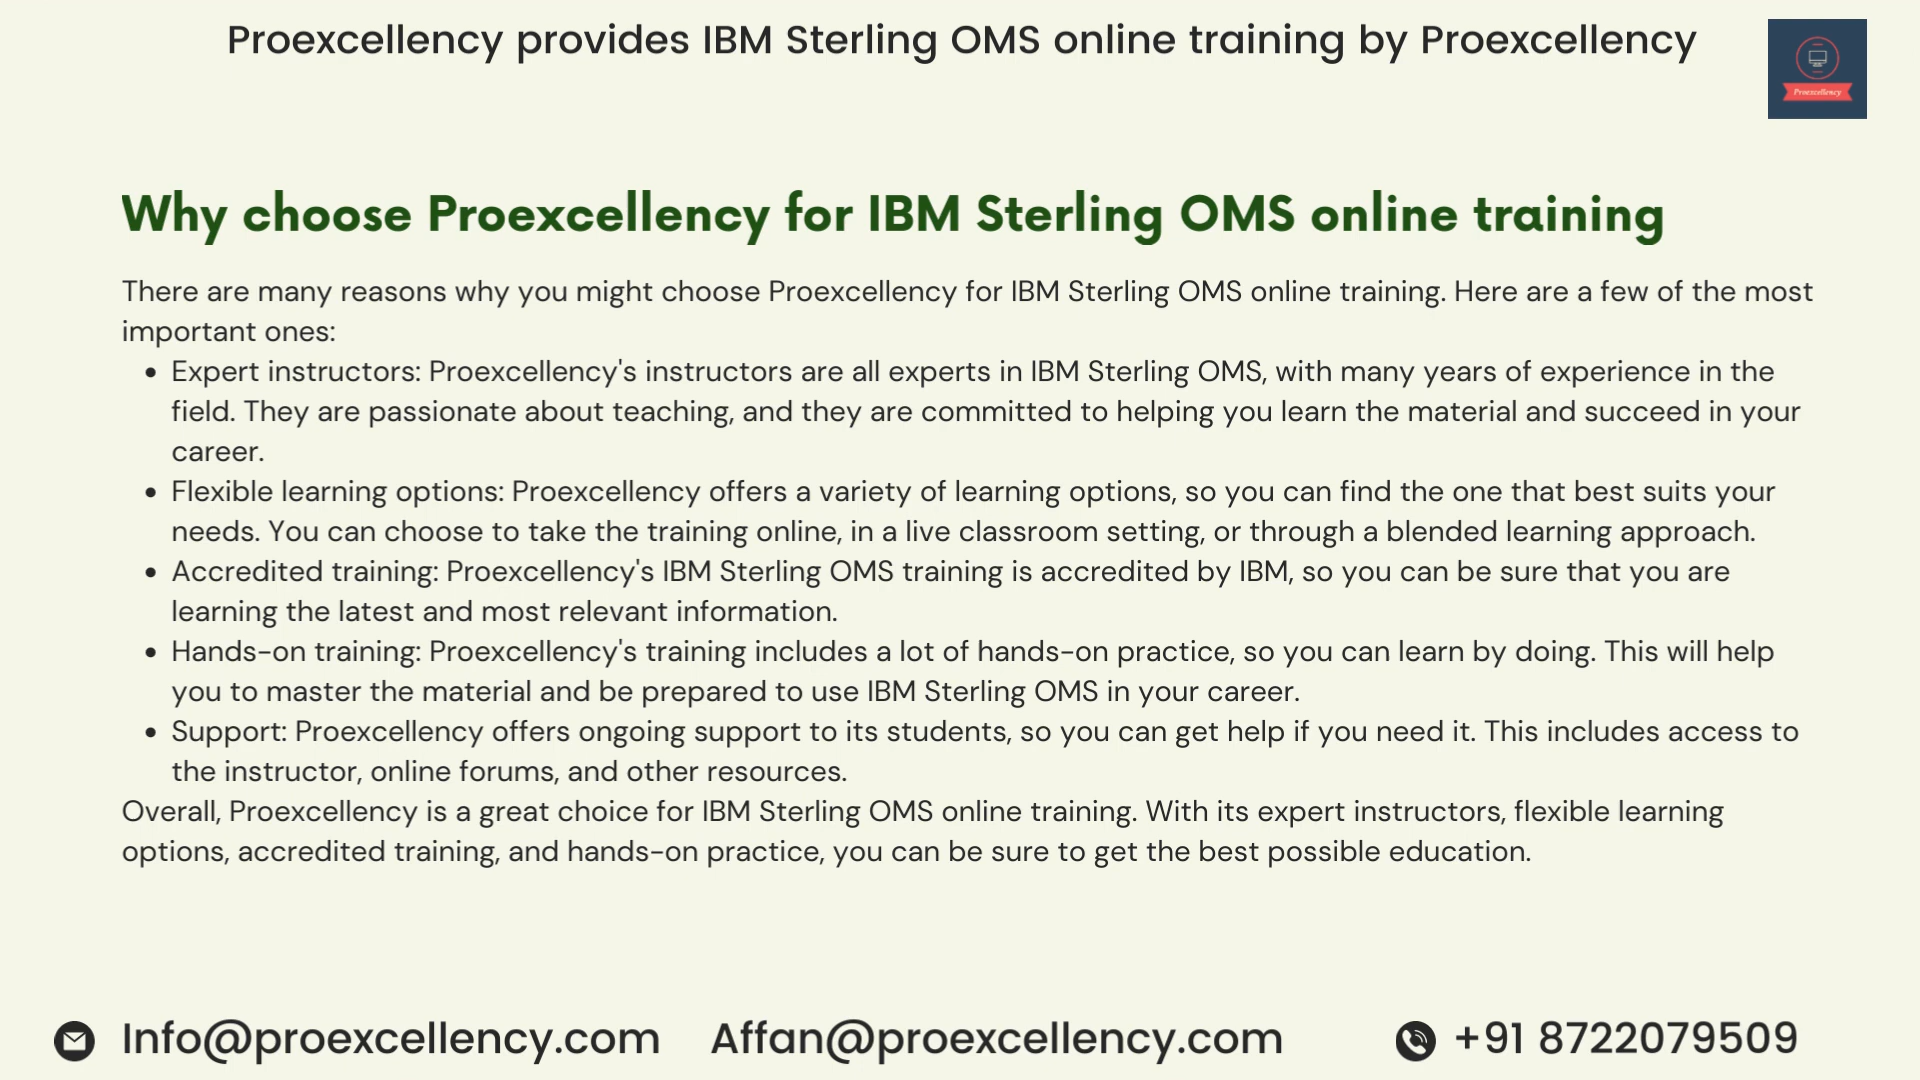 Proexcellency provides IBM Sterling OMS online training by Proexcellency
Proexcellency
Why choose Proexcellency for IBM Sterling OMS online training
There are many reasons why you might choose Proexcellency for IBM Sterling OMS online training. Here are a few of the most
important ones:
• Expert instructors: Proexcellency's instructors are all experts in IBM Sterling OMS, with many years of experience in the
field. They are passionate about teaching, and they are committed to helping you learn the material and succeed in your
career.
• Flexible learning options: Proexcellency offers a variety of learning options, so you can find the one that best suits your
needs. You can choose to take the training online, in a live classroom setting, or through a blended learning approach.
• Accredited training: Proexcellency's IBM Sterling OMS training is accredited by IBM, so you can be sure that you are
learning the latest and most relevant information.
• Hands-on training: Proexcellency's training includes a lot of hands-on practice, so you can learn by doing. This will help
you to master the material and be prepared to use IBM Sterling OMS in your career.
• Support: Proexcellency offers ongoing support to its students, so you can get help if you need it. This includes access to
the instructor, online forums, and other resources.
Overall, Proexcellency is a great choice for IBM Sterling OMS online training. With its expert instructors, flexible learning
options, accredited training, and hands-on practice, you can be sure to get the best possible education.
Info@proexcellency.com Affan@proexcellency.com +91 8722079509